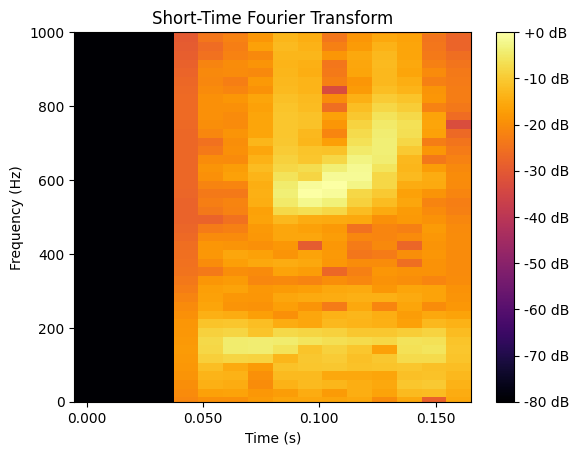 Short-Time Fourier Transform
1000
800
600
400
200
0
Frequency (Hz)
0.000
0.050
0.100
0.150
Time (s)
+0 dB
-10 dB
-20 dB
-30 dB
-40 dB
-50 dB
-60 dB
-70 dB
-80 dB